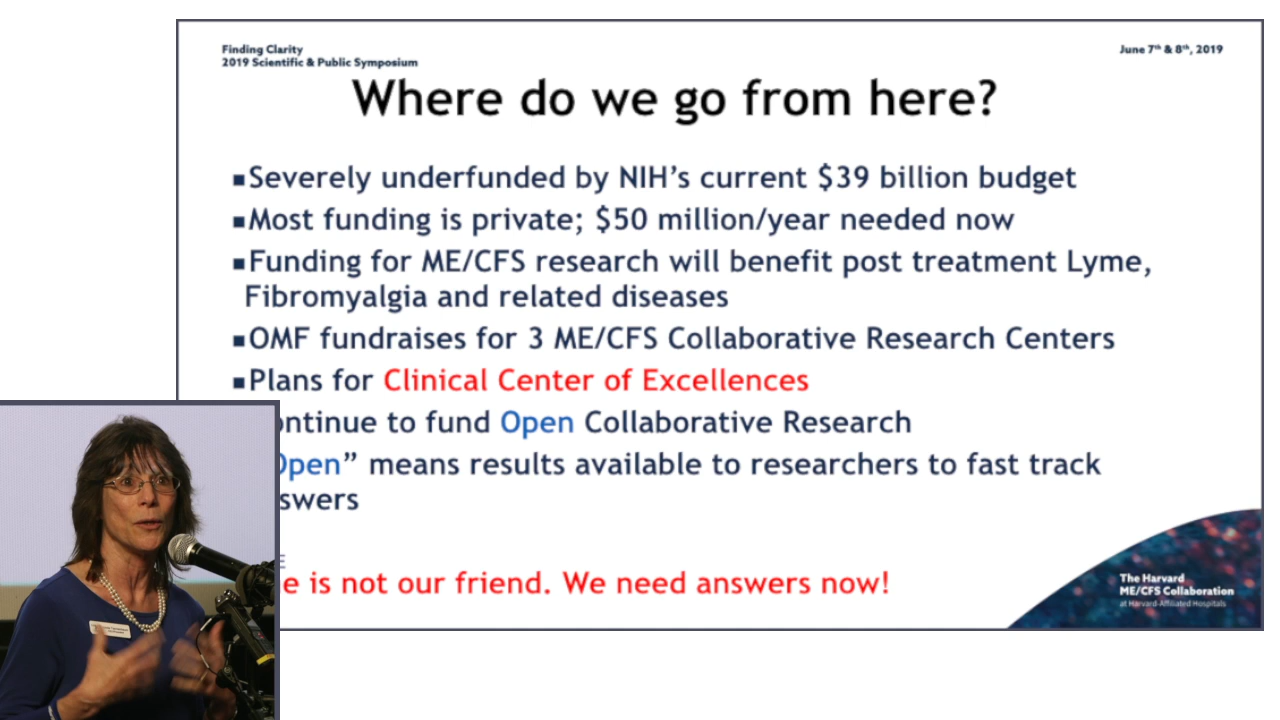 Finding Clarity
2019 Scientific & Public Symposium
June 7th & 8th, 2019
Where do we go from here?
▪Severely underfunded by NIH’s current $39 billion budget
▪Most funding is private; $50 million/year needed now
▪Funding for ME/CFS research will benefit post treatment Lyme,
Fibromyalgia and related diseases
▪OMF fundraises for 3 ME/CFS Collaborative Research Centers
▪Plans for Clinical Center of Excellences
ontinue to fund Open Collaborative Research
Open” means results available to researchers to fast track
swers
e is not our friend. We need answers now!
The Harvard
ME/CFS Collaboration
at Harvard-Affiliated Hospitals